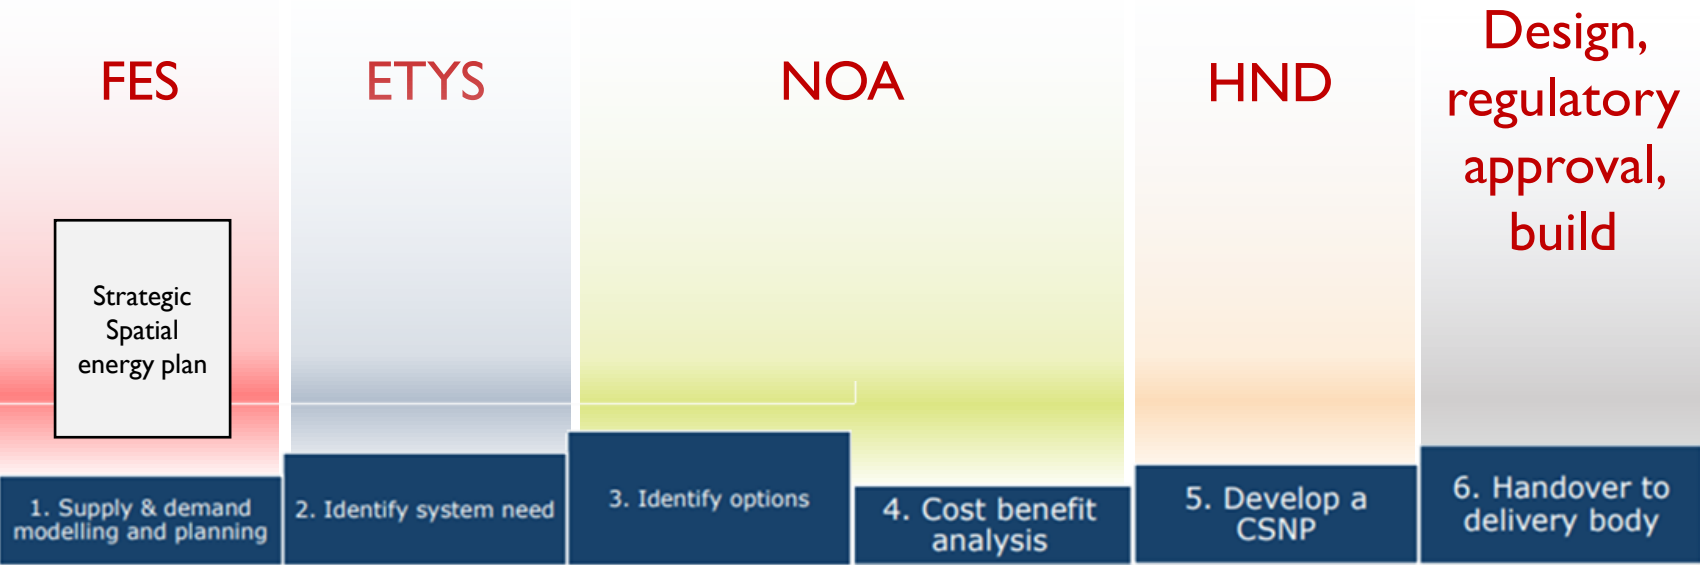 FES
ETYS
NOA
HND
Design,
regulatory
approval,
build
Strategic
Spatial
energy plan
1. Supply & demand
modelling and planning
2. Identify system need
3. Identify options
4. Cost benefit
analysis
5. Develop a
CSNP
6. Handover to
delivery body